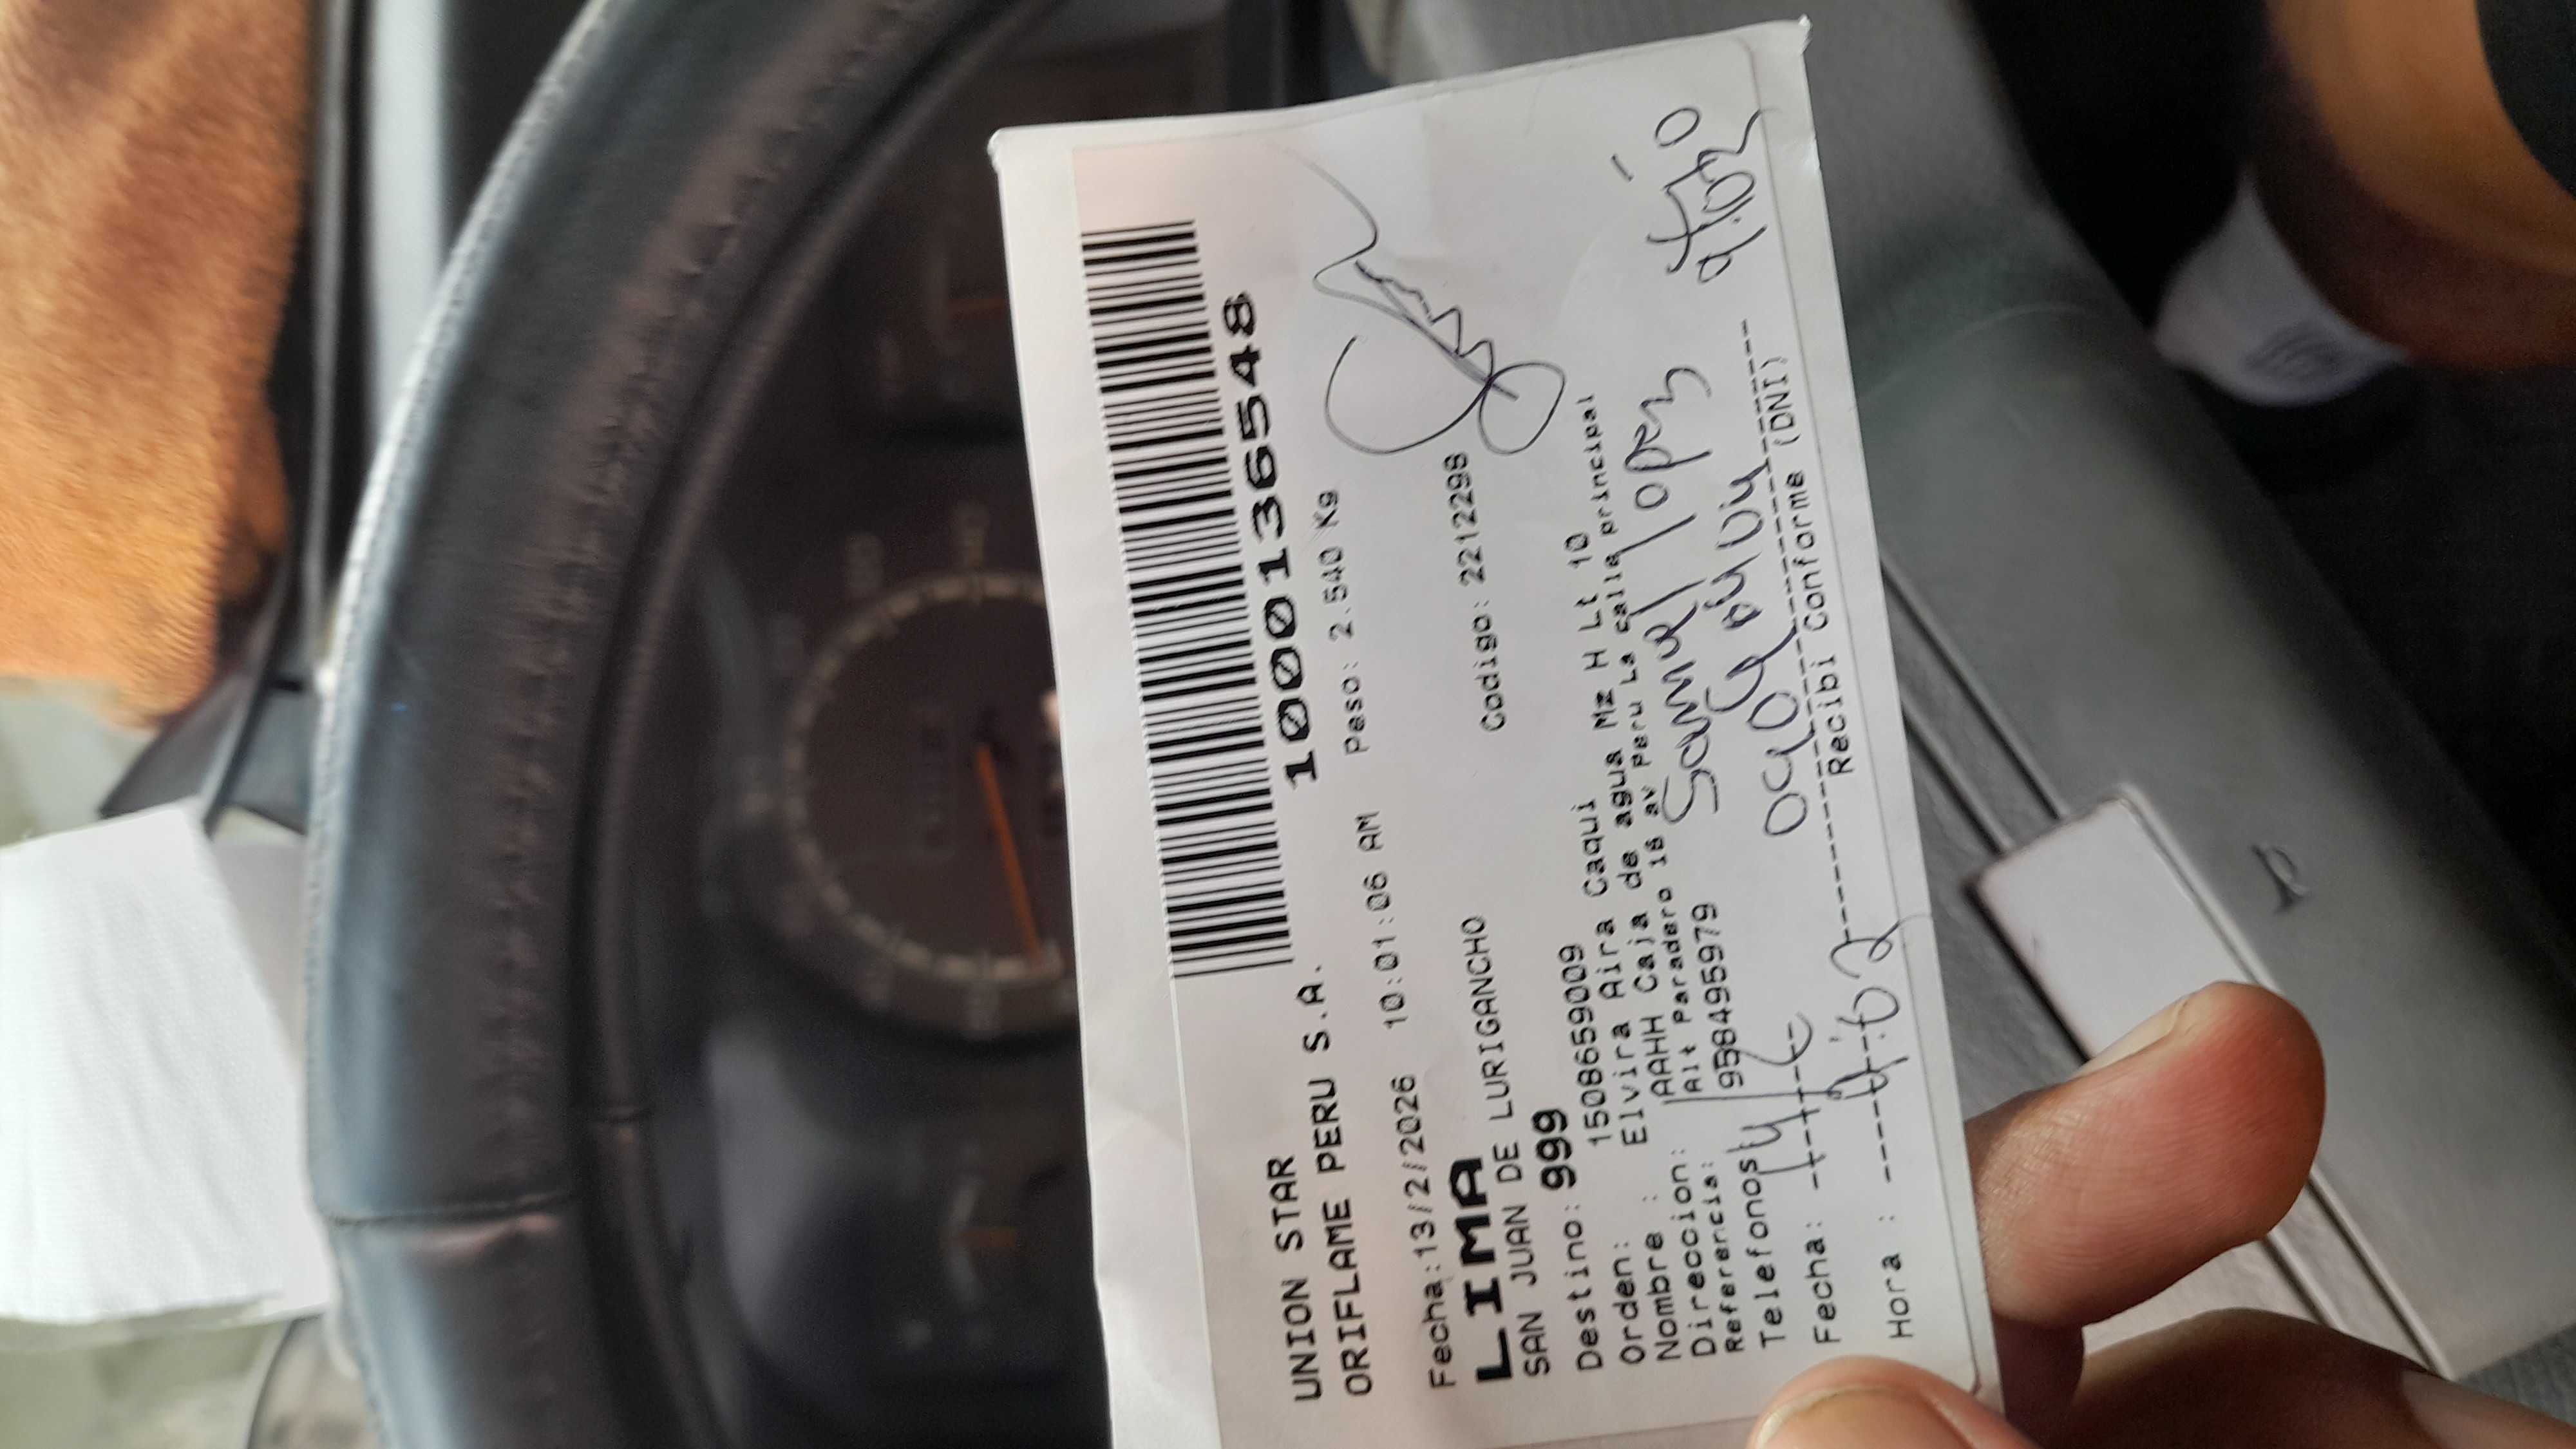 UNION STAR
ORIFLAME PERU S.A.
1000136548
Fecha:13/2/2026 10:01:06 AM Peso: 2.540 Kg
LIMA
SAN JUAN DE LURIGANCHO
Destino: 999 Codigo: 2212298
Orden: 1508659009
Nombre : Elvira Aira Caqui
Direccion: AAHH Caja de agua Mz H Lt 10
Referencia: Alt Paradero 18 av Peru La calle principal
Telefonos 958495979
Samuel lopez
Fecha:
Hora :
Recibi Conforme (DNI)